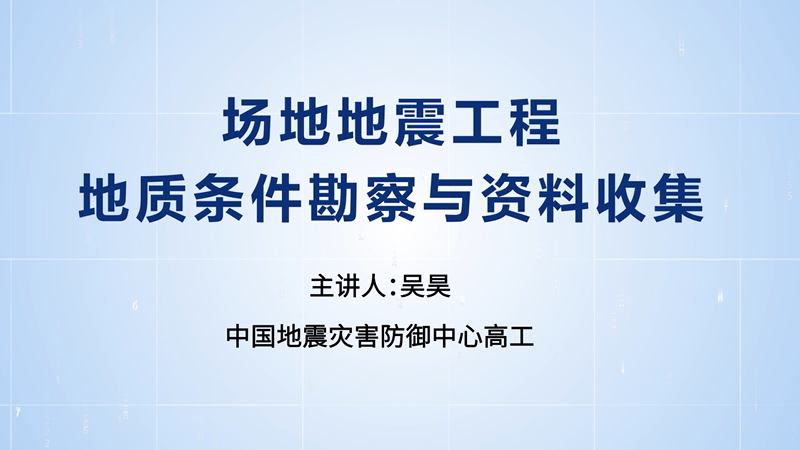 场地地震工程
地质条件勘察与资料收集
主讲人：吴昊
中国地震灾害防御中心高工